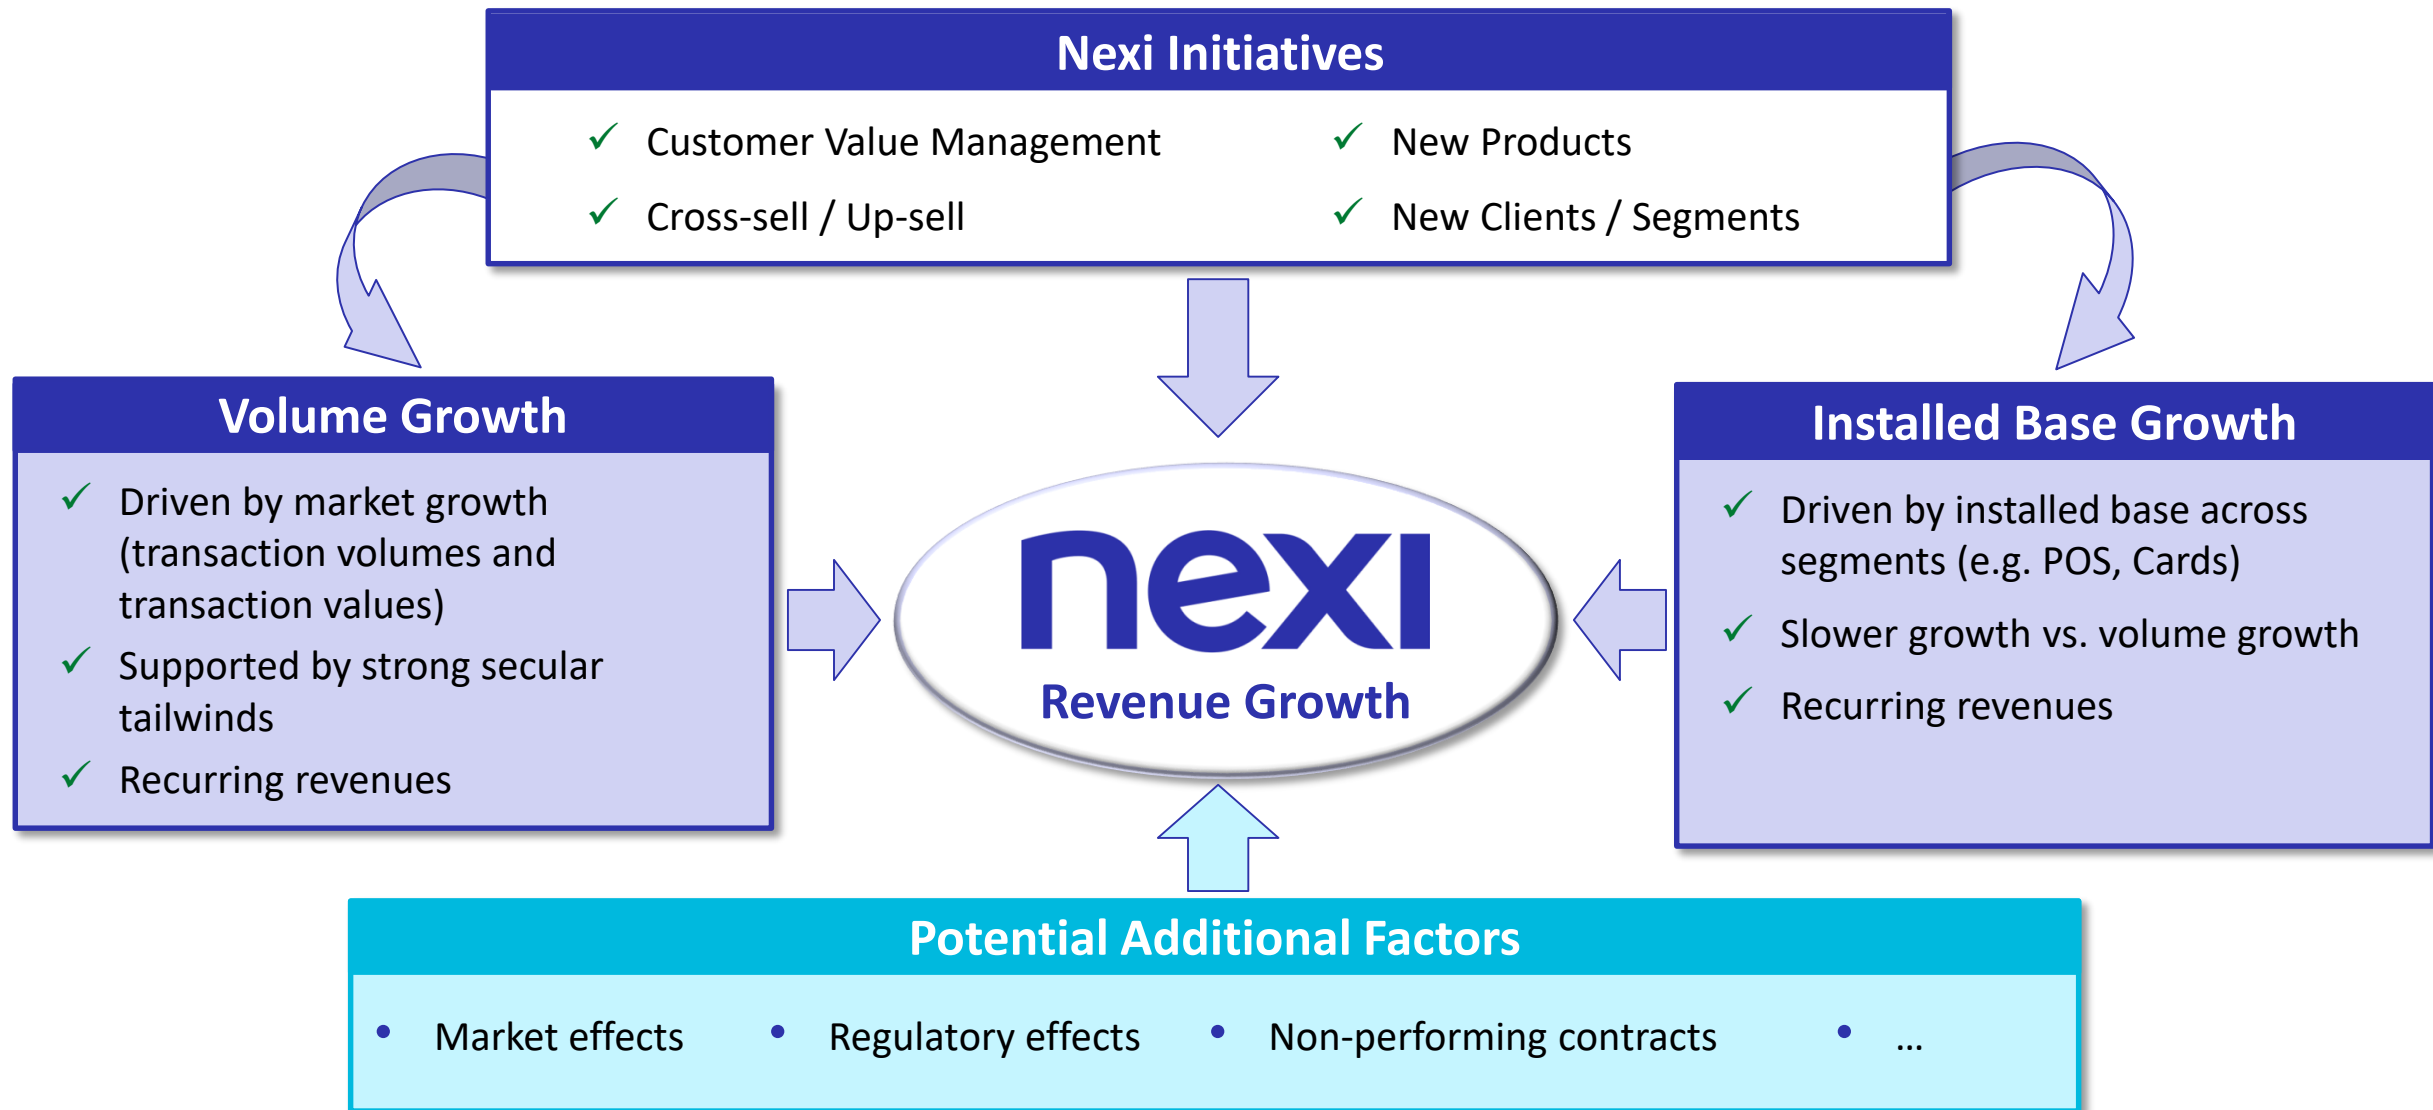 Nexi Initiatives
✓ Customer Value Management
✓ New Products
✓ Cross-sell / Up-sell
✓ New Clients / Segments
Volume Growth
✓ Driven by market growth
(transaction volumes and
transaction values)
✓ Supported by strong secular
tailwinds
✓ Recurring revenues
nexi
Revenue Growth
Installed Base Growth
✓ Driven by installed base across
segments (e.g. POS, Cards)
✓ Slower growth vs. volume growth
✓ Recurring revenues
Potential Additional Factors
• Market effects • Regulatory effects • Non-performing contracts • ...